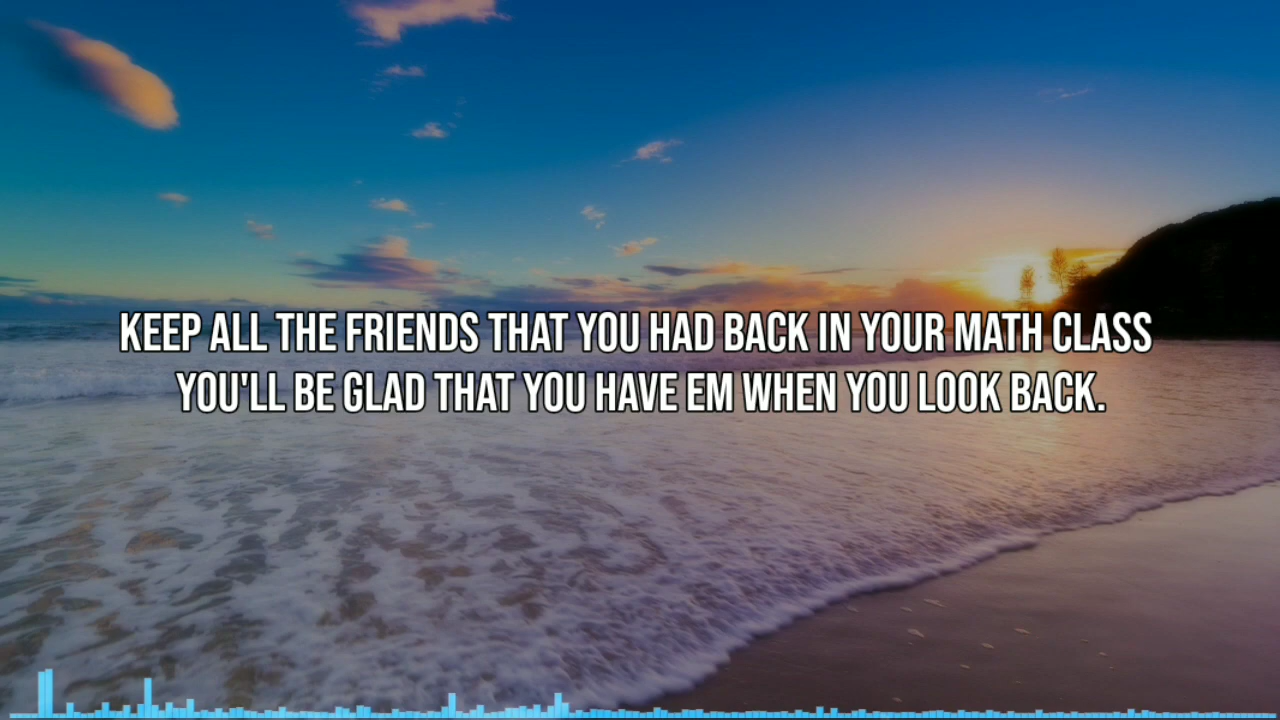 KEEP ALL THE FRIENDS THAT YOU HAD BACK IN YOUR MATH CLASS
YOU'LL BE GLAD THAT YOU HAVE EM WHEN YOU LOOK BACK.